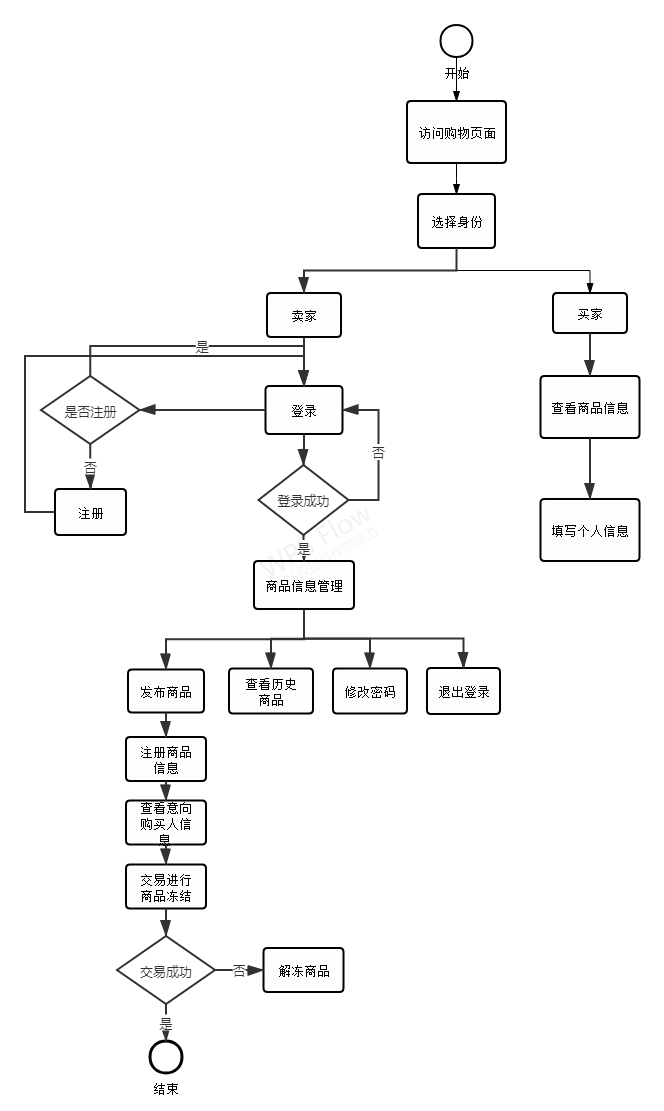 开始
访问购物页面
选择身份
卖家
买家
是
是否注册
登录
查看商品信息
否
否
注册
登录成功
填写个人信息
WPS Flow
是
商品信息管理
发布商品
查看历史
商品
修改密码
退出登录
注册商品
信息
查看意向
购买人信
息
交易进行
商品冻结
交易成功
否
解冻商品
是
结束